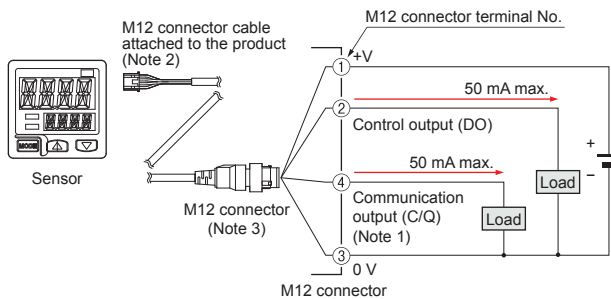 M12 connector terminal No.
M12 connector cable
attached to the product
(Note 2)
1
+V
50 mA max.
2
Control output (DO)
+
50 mA max.
4
Load
−
MODE
Sensor
Communication
output (C/Q)
(Note 1)
Load
M12 connector
(Note 3)
3
0 V
M12 connector